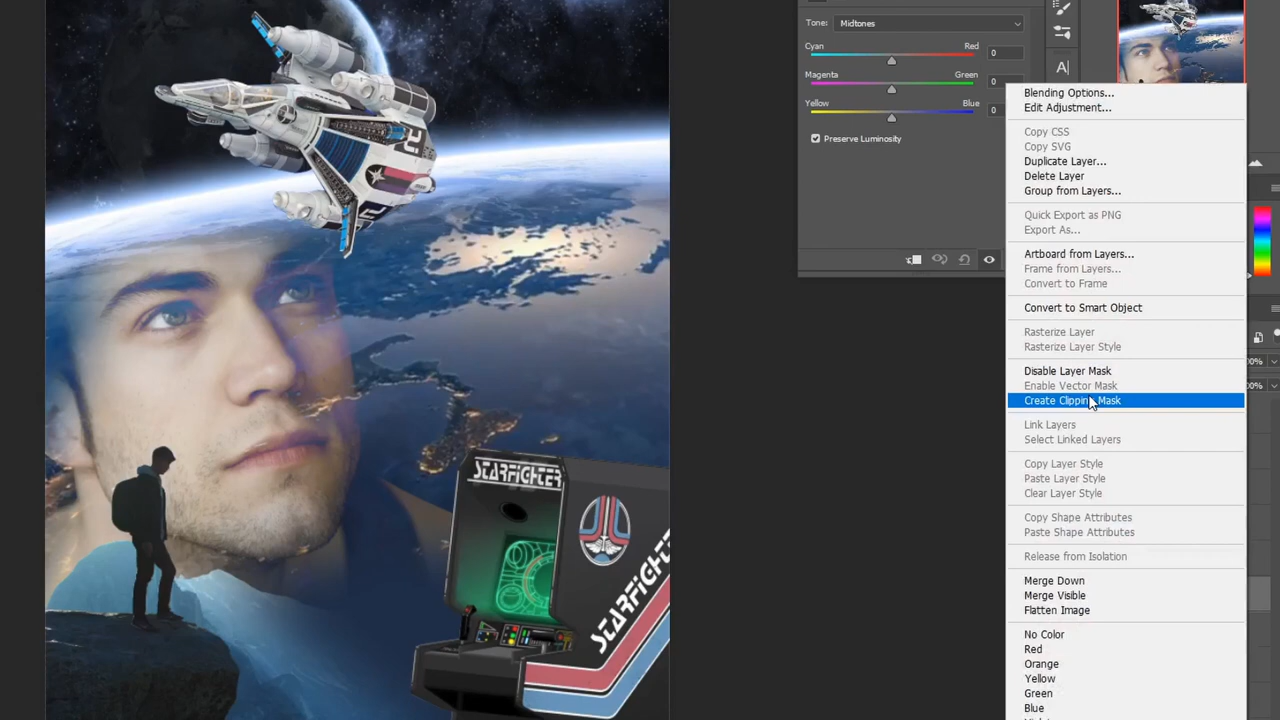 Tone: Midtones
Cyan Red 0
Magenta Green 0
Yellow Blue 0
Preserve Luminosity
A
Blending Options...
Edit Adjustment...
Copy CSS
Copy SVG
Duplicate Layer...
Delete Layer
Group from Layers...
Quick Export as PNG
Export As...
Artboard from Layers...
Frame from Layers...
Convert to Frame
Convert to Smart Object
Rasterize Layer
Rasterize Layer Style
Disable Layer Mask
Enable Vector Mask
Create Clipping Mask
Link Layers
Select Linked Layers
Copy Layer Style
Paste Layer Style
Clear Layer Style
Copy Shape Attributes
Paste Shape Attributes
Release from Isolation
Merge Down
Merge Visible
Flatten Image
No Color
Red
Orange
Yellow
Green
Blue
STARFIGHTER
STARFIGHTE